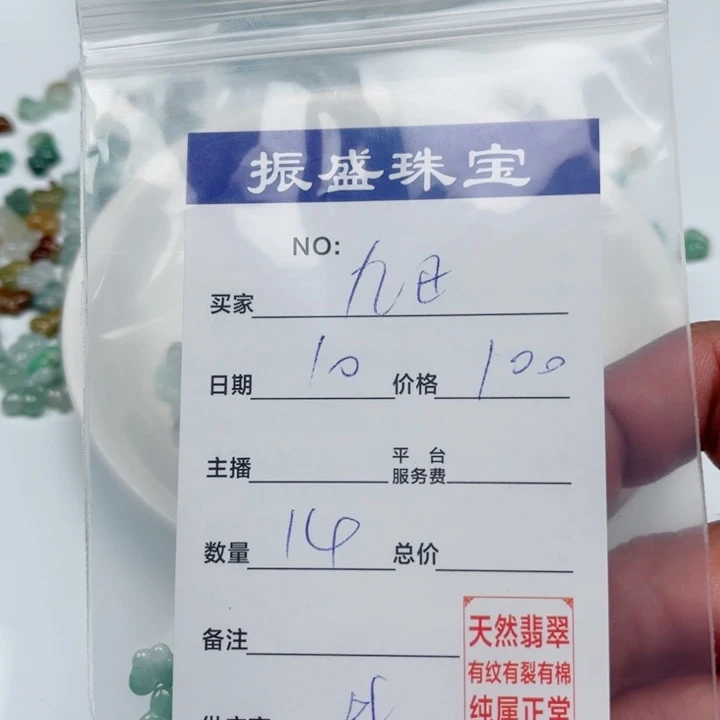 振盛珠宝
NO:
买家 九日
日期 10 价格 100
主播 平台服务费
数量 14 总价
备注
天然翡翠
有纹有裂有棉
纯属正常